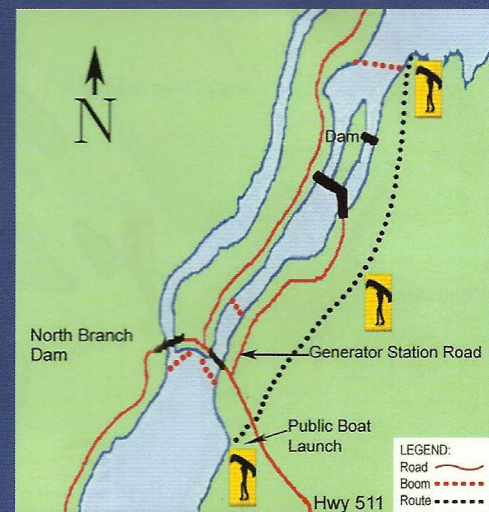 N
Dam
North Branch
Dam
Generator Station Road
Public Boat
Launch
Hwy 511
LEGEND:
Road
Boom
Route